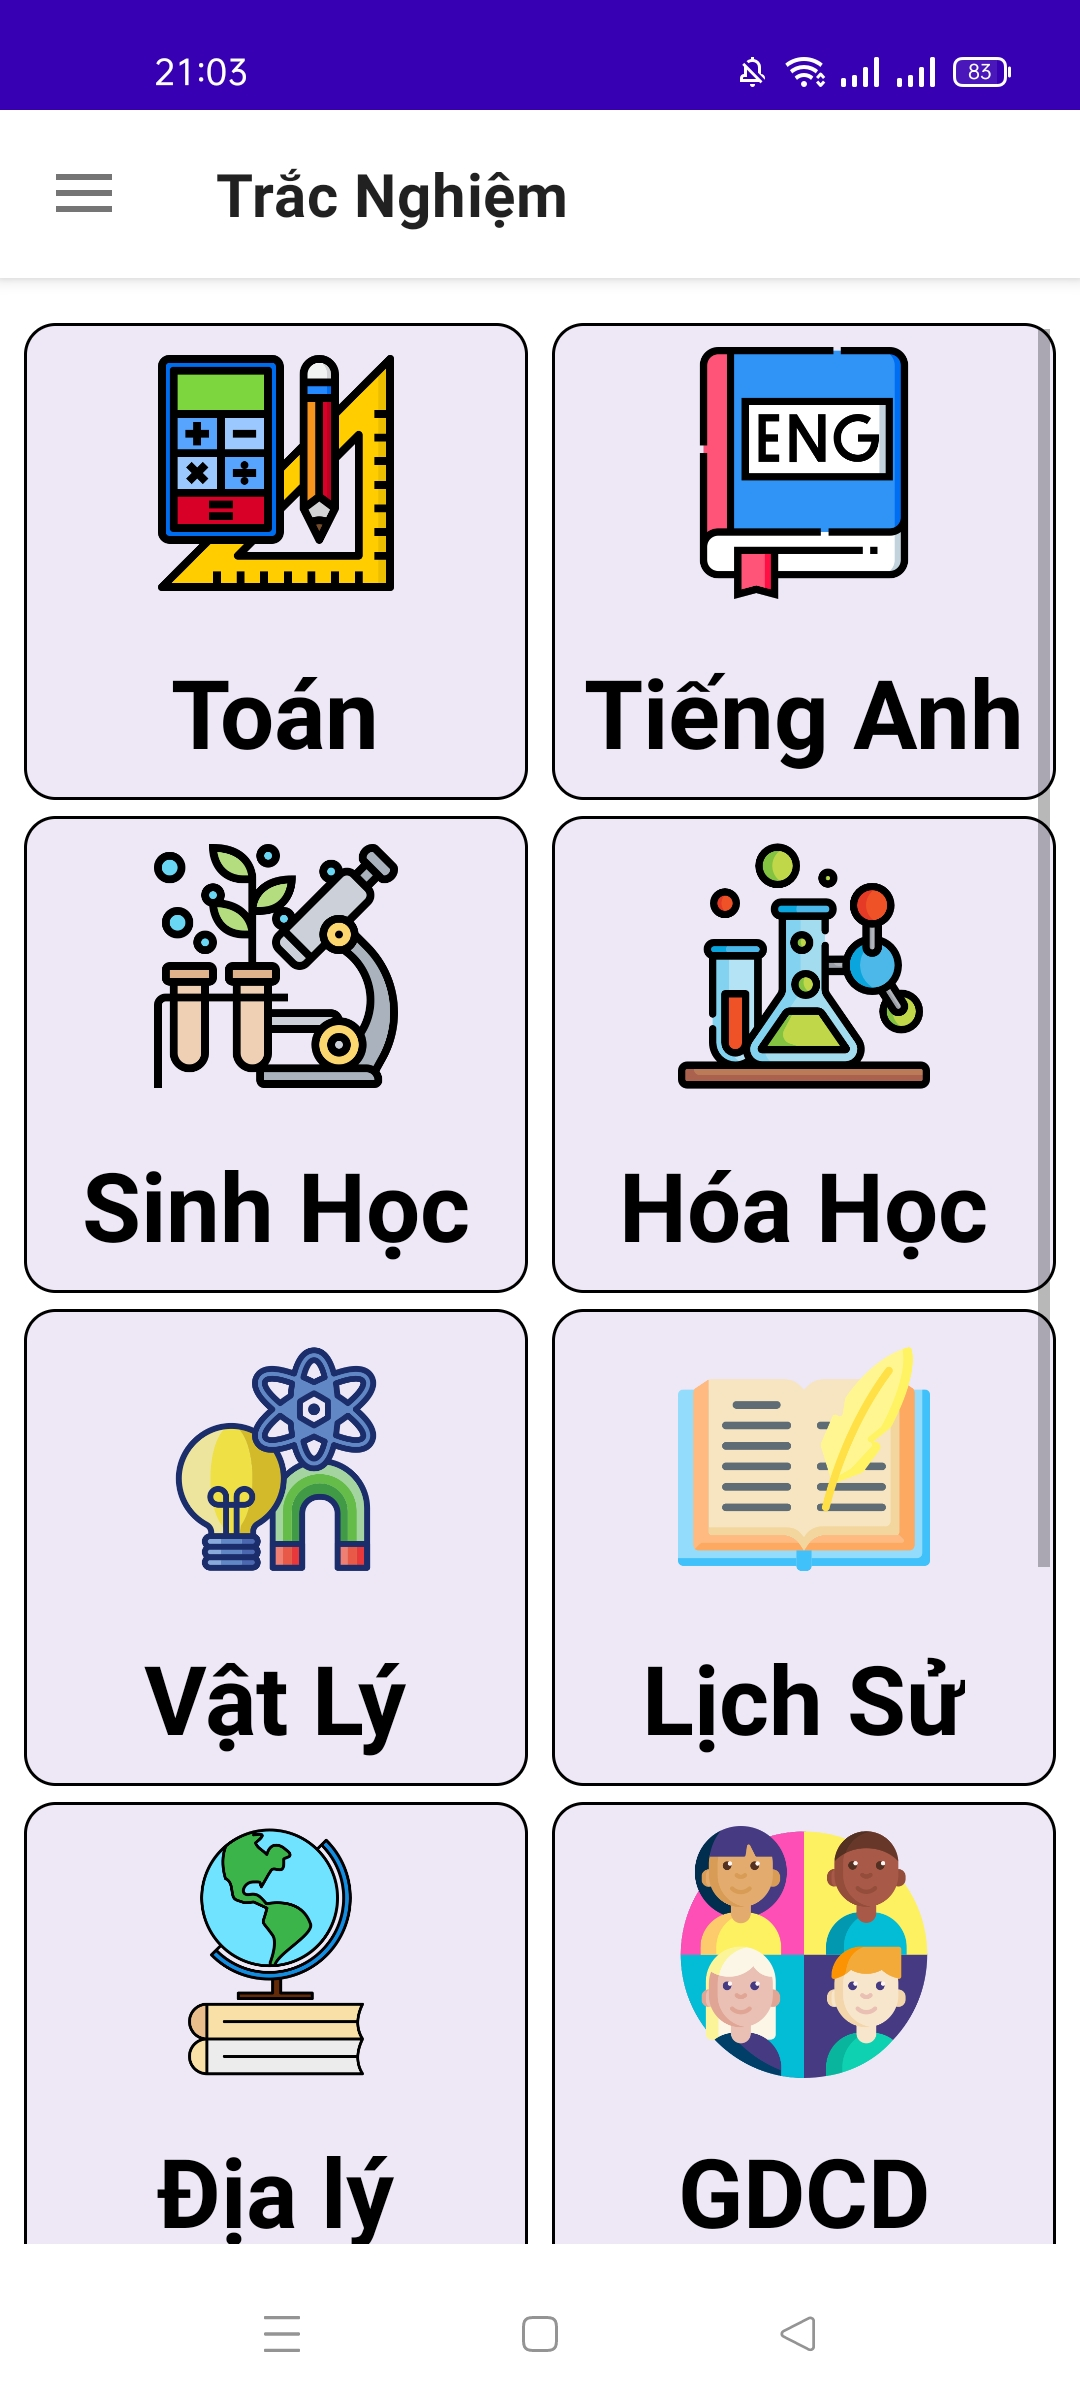 21:03
83
Trắc Nghiệm
ENG
Toán
Tiếng Anh
Sinh Học
Hóa Học
Vật Lý
Lịch Sử
Địa lý
GDCD